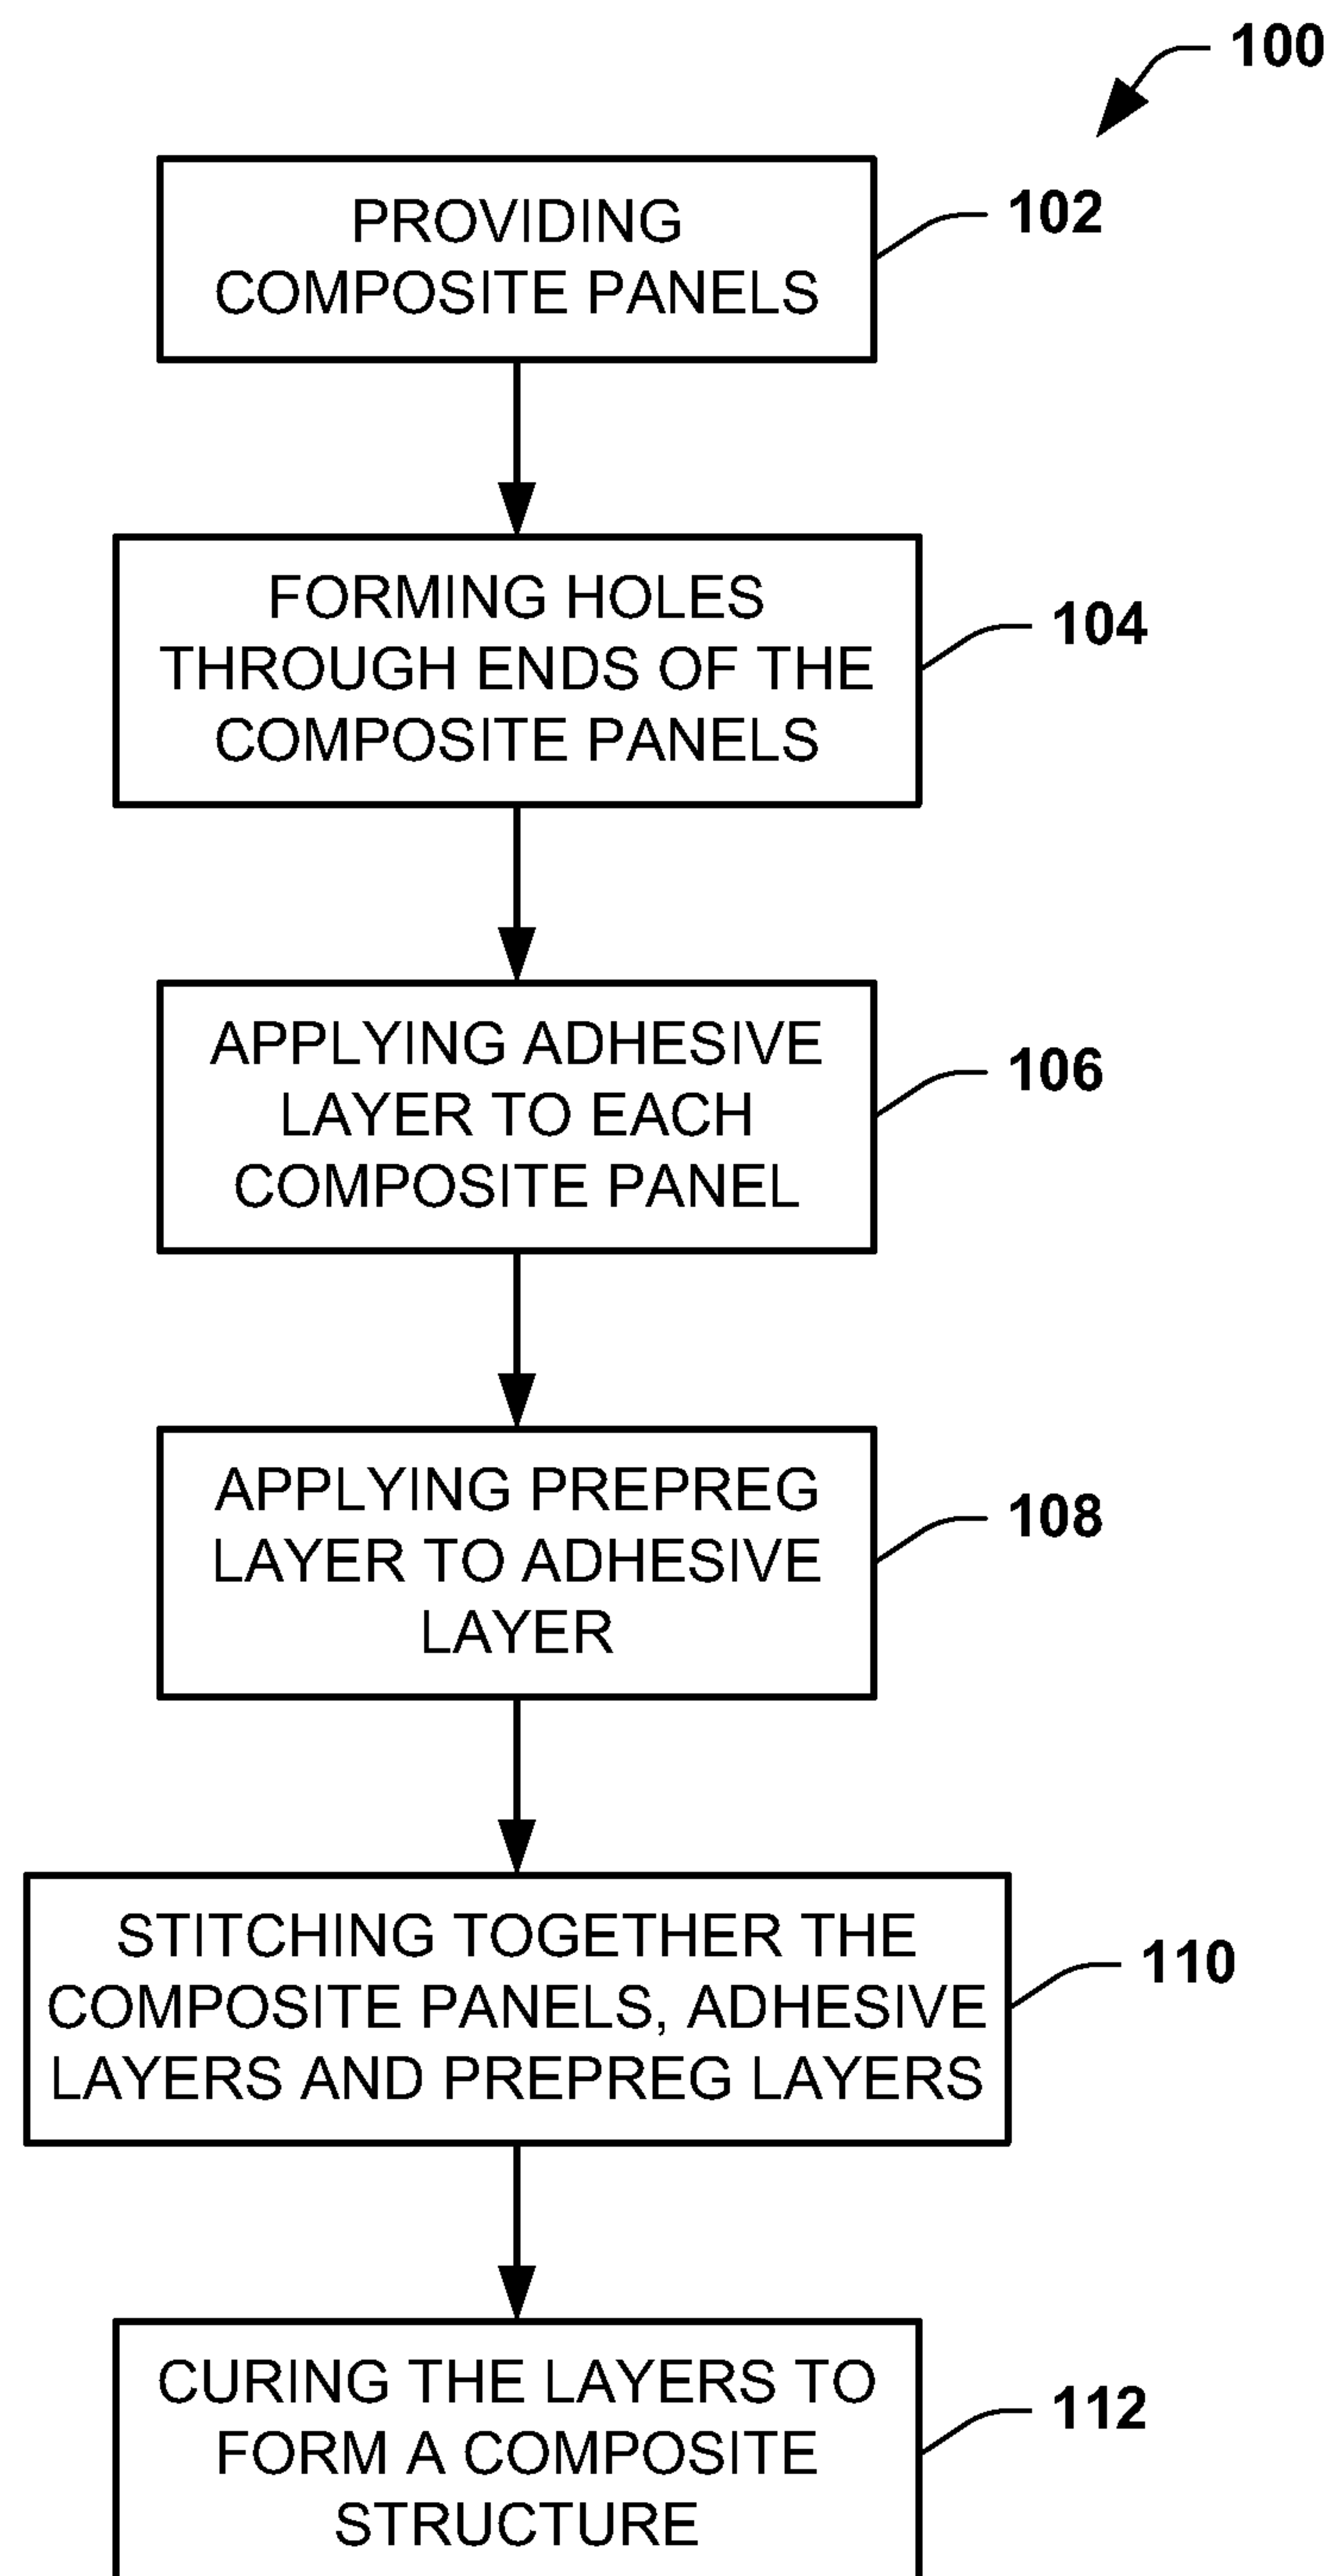 100
PROVIDING
COMPOSITE PANELS
102
FORMING HOLES
THROUGH ENDS OF THE
COMPOSITE PANELS
104
APPLYING ADHESIVE
LAYER TO EACH
COMPOSITE PANEL
106
APPLYING PREPREG
LAYER TO ADHESIVE
LAYER
108
STITCHING TOGETHER THE
COMPOSITE PANELS, ADHESIVE
LAYERS AND PREPREG LAYERS
110
CURING THE LAYERS TO
FORM A COMPOSITE
STRUCTURE
112